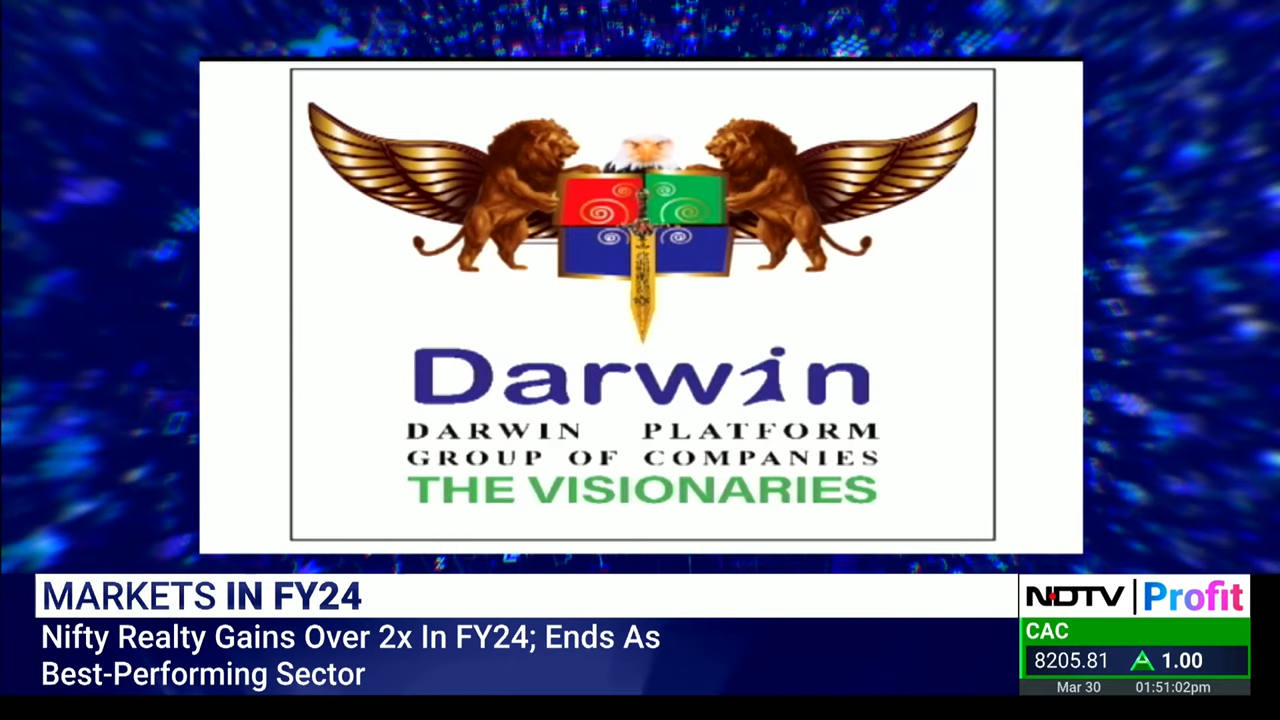 Darwin
DARWIN PLATFORM
GROUP OF COMPANIES
THE VISIONARIES
MARKETS IN FY24
Nifty Realty Gains Over 2x In FY24; Ends As
Best-Performing Sector
NDTV Profit
CAC
8205.81 1.00
Mar 30 01:51:02pm